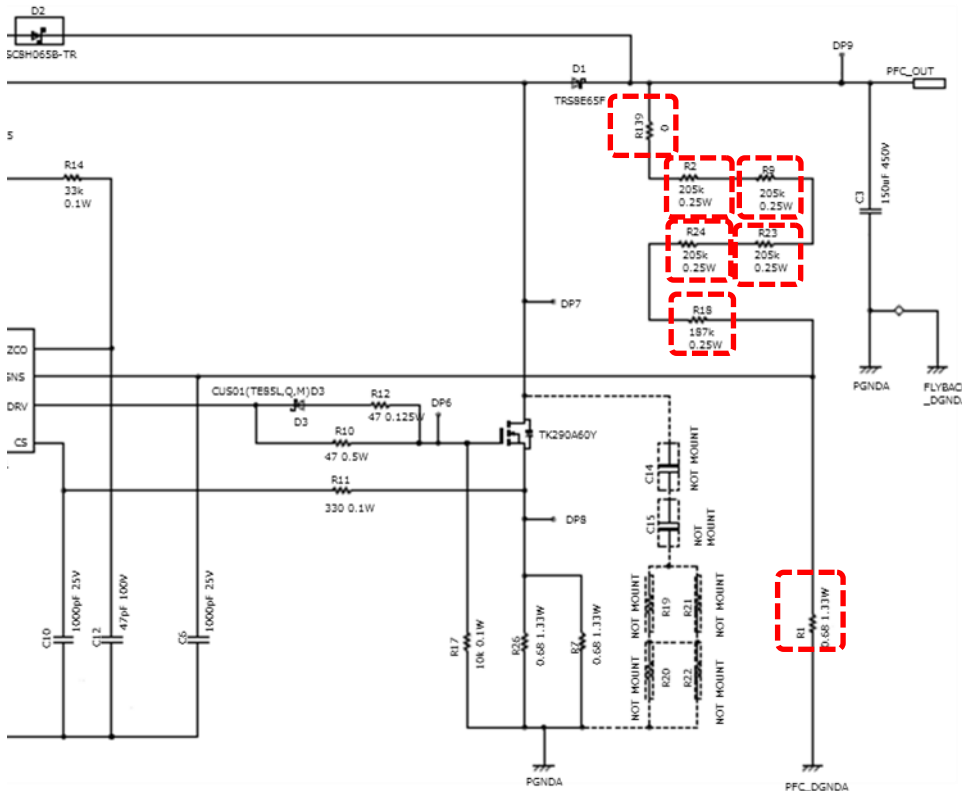 D2
SC8H065B-TR
DP9
D1
TRS8E65F
PFC_OUT
R139
0
S
R14
33k
0.1W
R2
205k
0.25W
R9
205k
0.25W
C3
150uF 450V
R24
205k
0.25W
R23
205k
0.25W
DP7
R18
187k
0.25W
ZCO
GNS
DRV
CS
PGNDA
FLYBACK
_DGNDA
CUS01(TE85L,Q,M)D3
D3
R12
47 0.125W
DP6
R10
47 0.5W
TK290A60Y
R11
330 0.1W
C14
NOT MOUNT
DP8
C15
NOT
MOUNT
C10
1000pF 25V
C12
47pF 100V
C6
1000pF 25V
R17
10k 0.1W
R26
0.68 1.33W
R7
0.68 1.33W
NOT MOUNT
R19
R21
NOT MOUNT
NOT MOUNT
R20
R22
NOT MOUNT
R1
0.68 1.33W
PGNDA
PFC_DGNDA